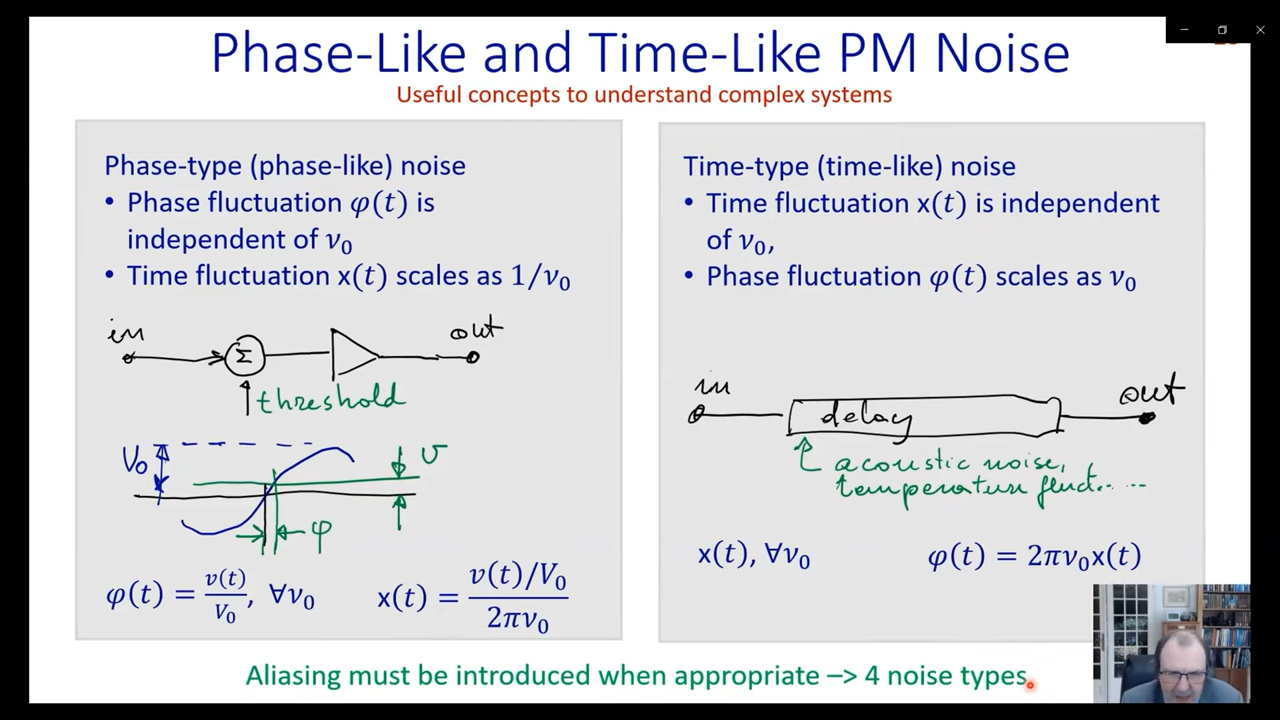 Phase-Like and Time-Like PM Noise
Useful concepts to understand complex systems
Phase-type (phase-like) noise
• Phase fluctuation φ(t) is
independent of ν₀
• Time fluctuation x(t) scales as 1/ν₀
in
Σ
out
threshold
V₀
v
φ
φ(t) = v(t)/V₀, ∀ν₀
x(t) = (v(t)/V₀)/(2πν₀)
Time-type (time-like) noise
• Time fluctuation x(t) is independent
of ν₀,
• Phase fluctuation φ(t) scales as ν₀
in
delay
out
acoustic noise,
temperature fluct.. ...
x(t), ∀ν₀
φ(t) = 2πν₀x(t)
Aliasing must be introduced when appropriate –> 4 noise types